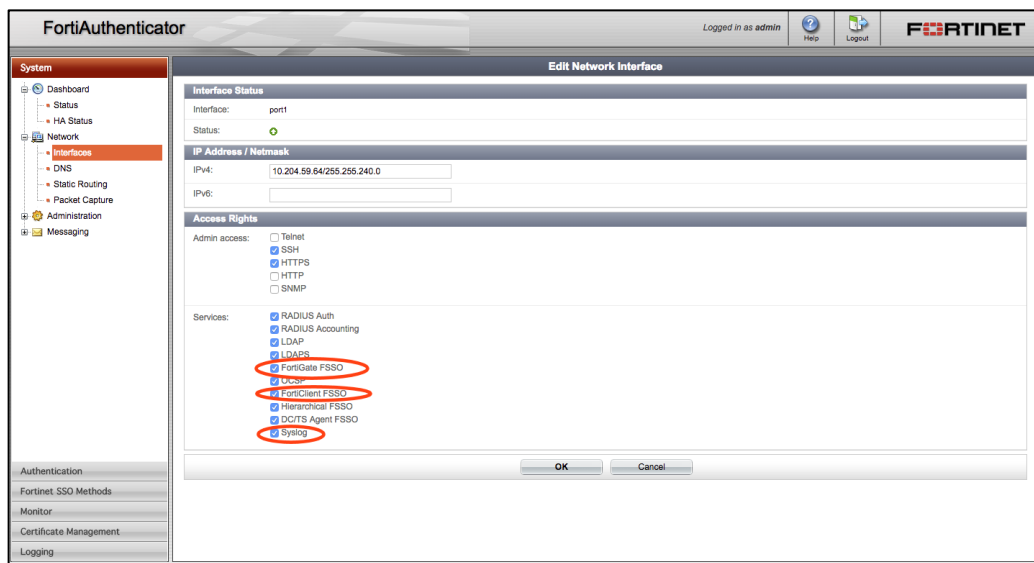 FortiAuthenticator
Logged in as admin
Help
Logout
FORTINET
System
Dashboard
Status
HA Status
Network
Interfaces
DNS
Static Routing
Packet Capture
Administration
Messaging
Authentication
Fortinet SSO Methods
Monitor
Certificate Management
Logging
Edit Network Interface
Interface Status
Interface: port1
Status:
IP Address / Netmask
IPv4: 10.204.59.64/255.255.240.0
IPv6:
Access Rights
Admin access: Telnet
SSH
HTTPS
HTTP
SNMP
Services: RADIUS Auth
RADIUS Accounting
LDAP
LDAPS
FortiGate FSSO
OCSP
FortiClient FSSO
Hierarchical FSSO
DC/TS Agent FSSO
Syslog
OK Cancel